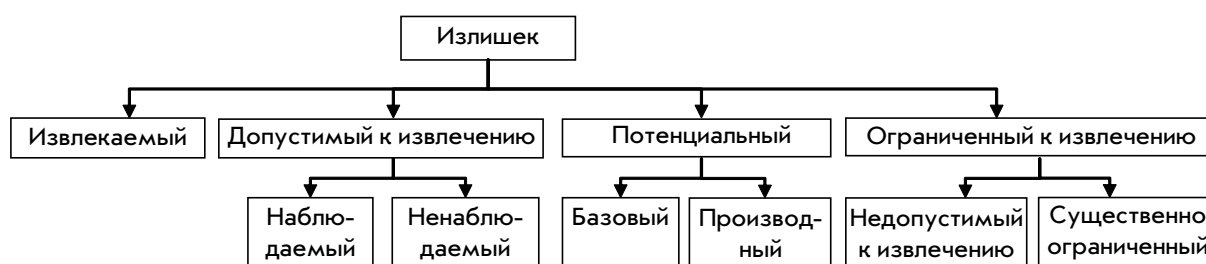 Излишек
Извлекаемый
Допустимый к извлечению
Потенциальный
Ограниченный к извлечению
Наблю-
даемый
Ненаблю-
даемый
Базовый
Производ-
ный
Недопустимый
к извлечению
Существенно
ограниченный